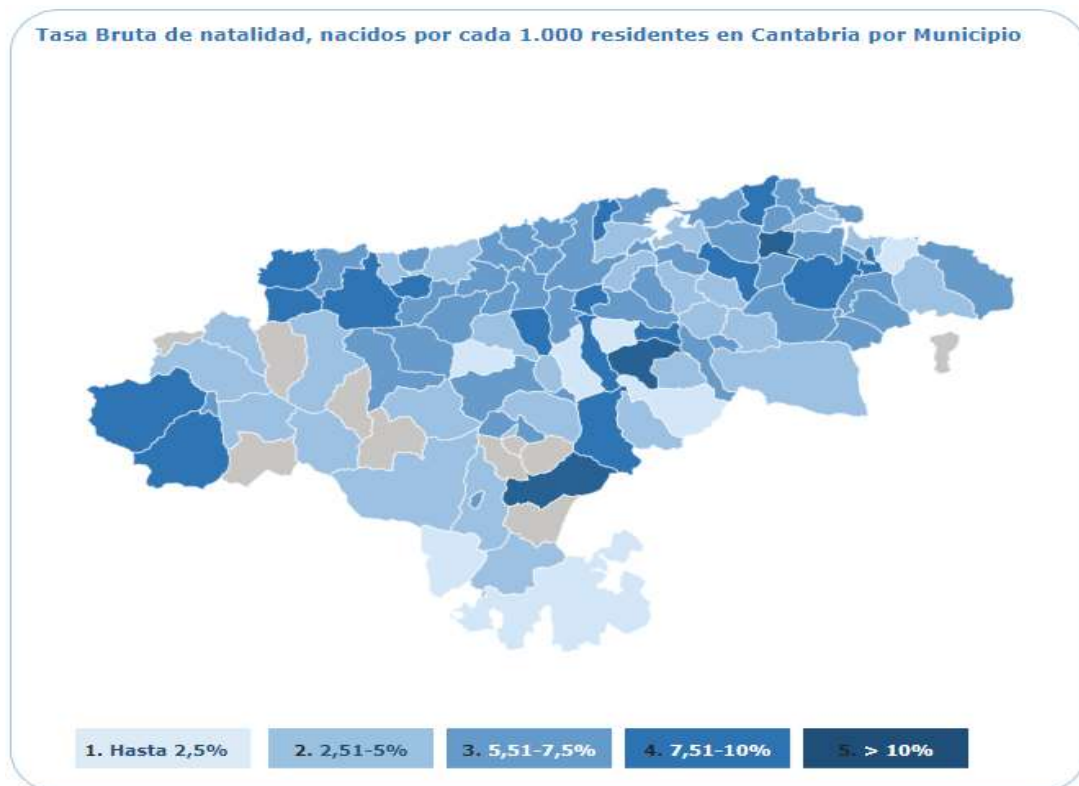 Tasa Bruta de natalidad, nacidos por cada 1.000 residentes en Cantabria por Municipio
1. Hasta 2,5%
2. 2,51-5%
3. 5,51-7,5%
4. 7,51-10%
5. > 10%